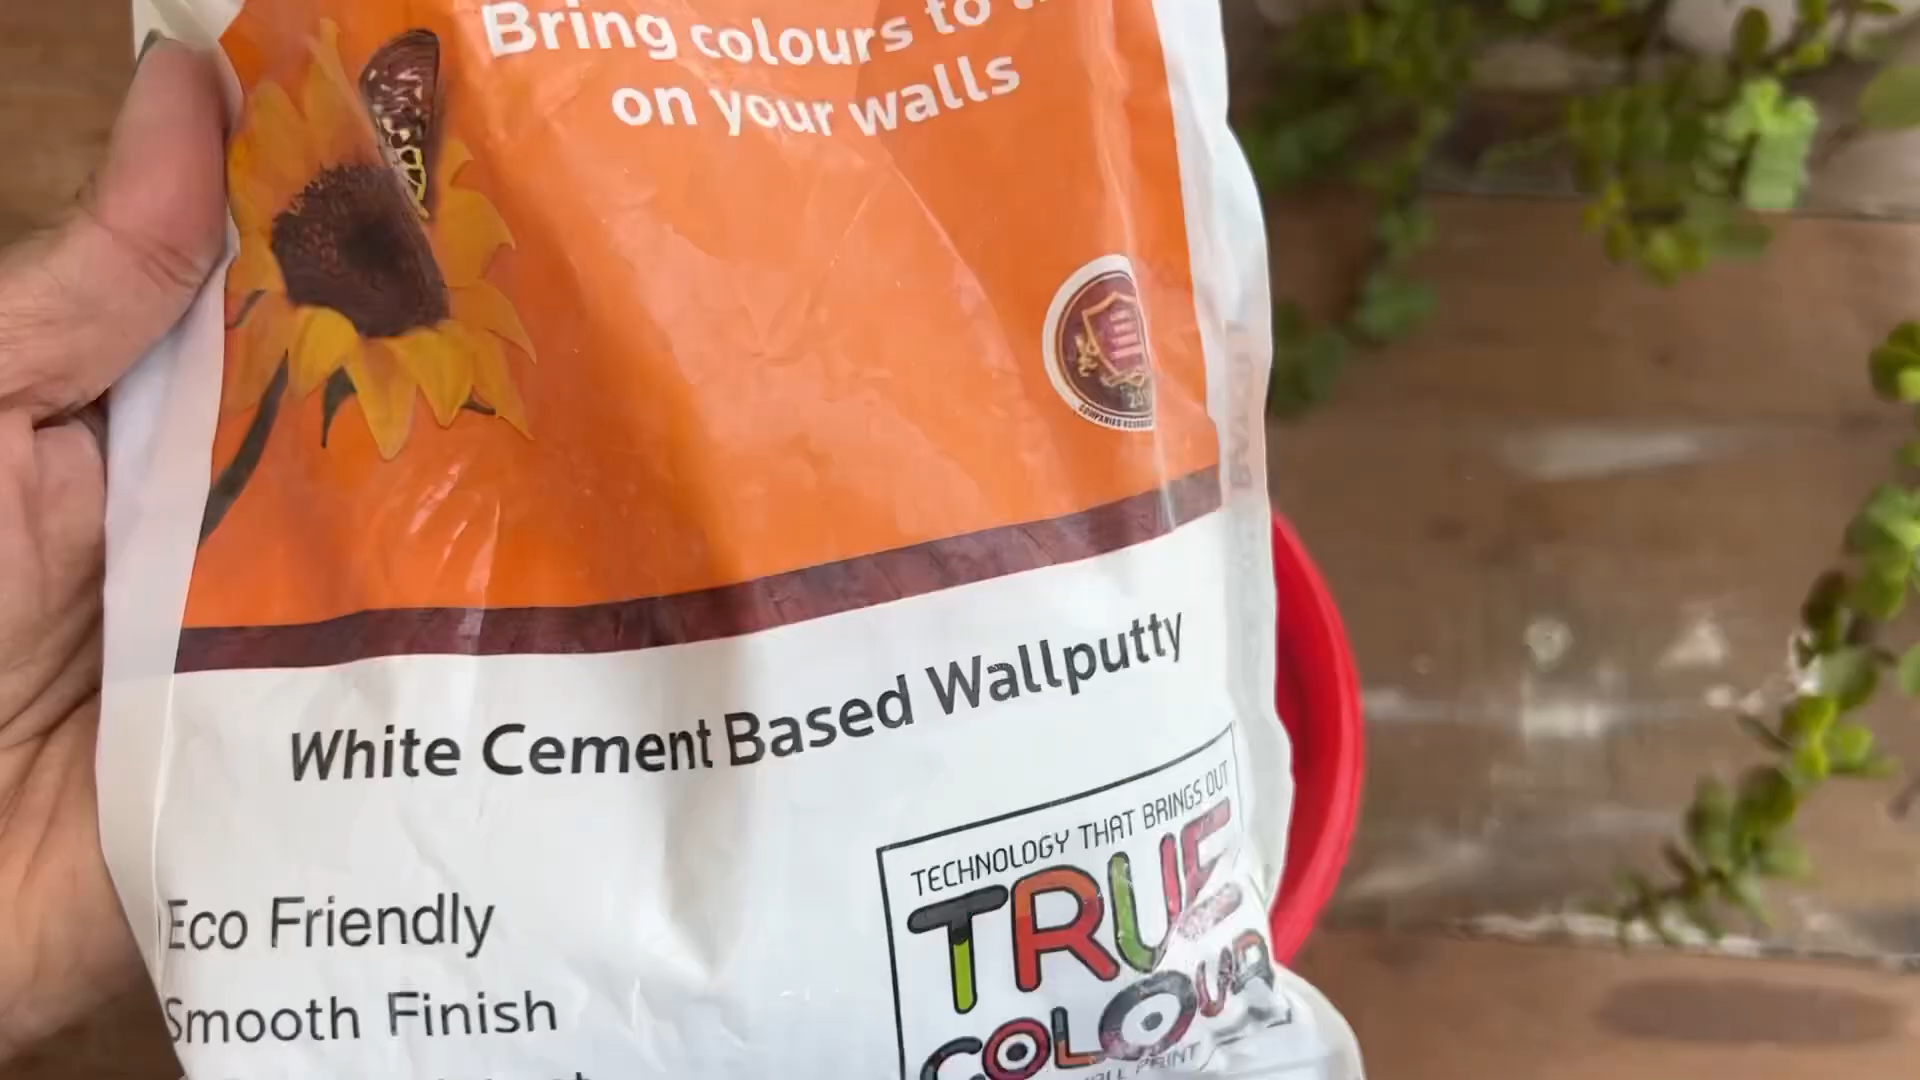 Bring colours to
on your walls
White Cement Based Wallputty
TECHNOLOGY THAT BRINGS OUT
TRUE
COLOUR
Eco Friendly
Smooth Finish